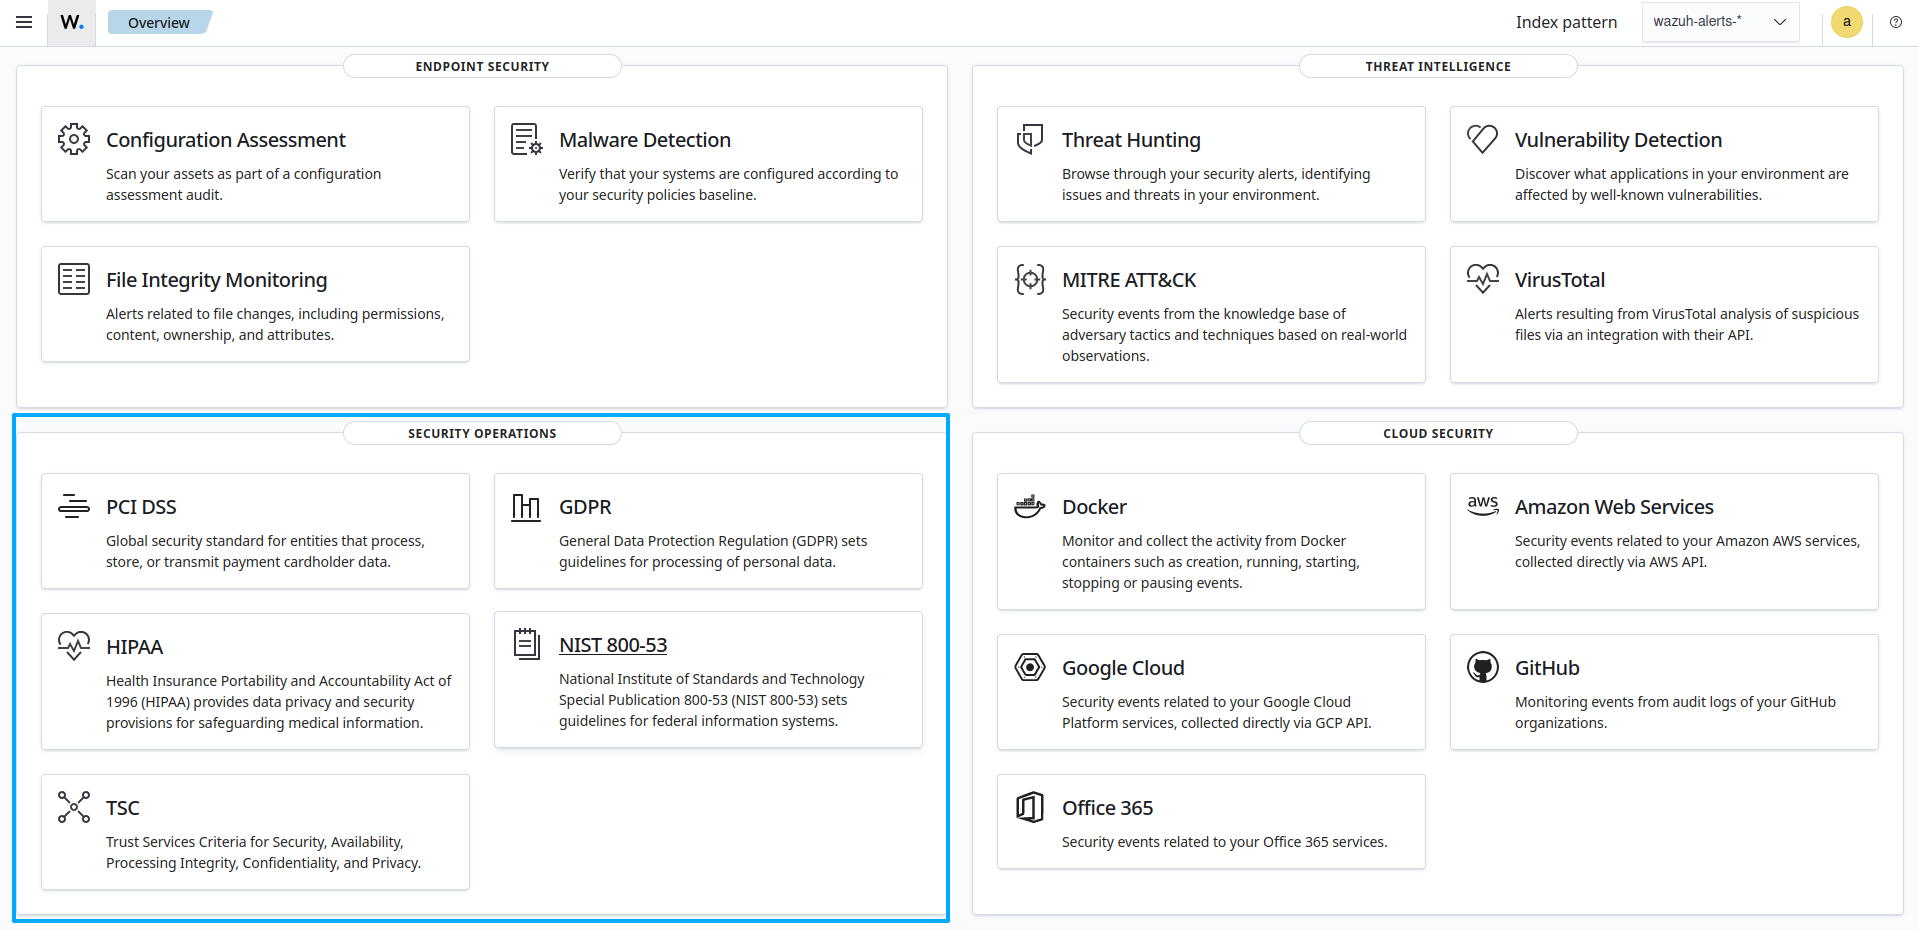 W.
Overview
Index pattern
wazuh-alerts-*
a
ENDPOINT SECURITY
Configuration Assessment
Scan your assets as part of a configuration
assessment audit.
Malware Detection
Verify that your systems are configured according to
your security policies baseline.
File Integrity Monitoring
Alerts related to file changes, including permissions,
content, ownership, and attributes.
THREAT INTELLIGENCE
Threat Hunting
Browse through your security alerts, identifying
issues and threats in your environment.
Vulnerability Detection
Discover what applications in your environment are
affected by well-known vulnerabilities.
MITRE ATT&CK
Security events from the knowledge base of
adversary tactics and techniques based on real-world
observations.
VirusTotal
Alerts resulting from VirusTotal analysis of suspicious
files via an integration with their API.
SECURITY OPERATIONS
PCI DSS
Global security standard for entities that process,
store, or transmit payment cardholder data.
GDPR
General Data Protection Regulation (GDPR) sets
guidelines for processing of personal data.
HIPAA
Health Insurance Portability and Accountability Act of
1996 (HIPAA) provides data privacy and security
provisions for safeguarding medical information.
NIST 800-53
National Institute of Standards and Technology
Special Publication 800-53 (NIST 800-53) sets
guidelines for federal information systems.
TSC
Trust Services Criteria for Security, Availability,
Processing Integrity, Confidentiality, and Privacy.
CLOUD SECURITY
Docker
Monitor and collect the activity from Docker
containers such as creation, running, starting,
stopping or pausing events.
aws
Amazon Web Services
Security events related to your Amazon AWS services,
collected directly via AWS API.
Google Cloud
Security events related to your Google Cloud
Platform services, collected directly via GCP API.
GitHub
Monitoring events from audit logs of your GitHub
organizations.
Office 365
Security events related to your Office 365 services.